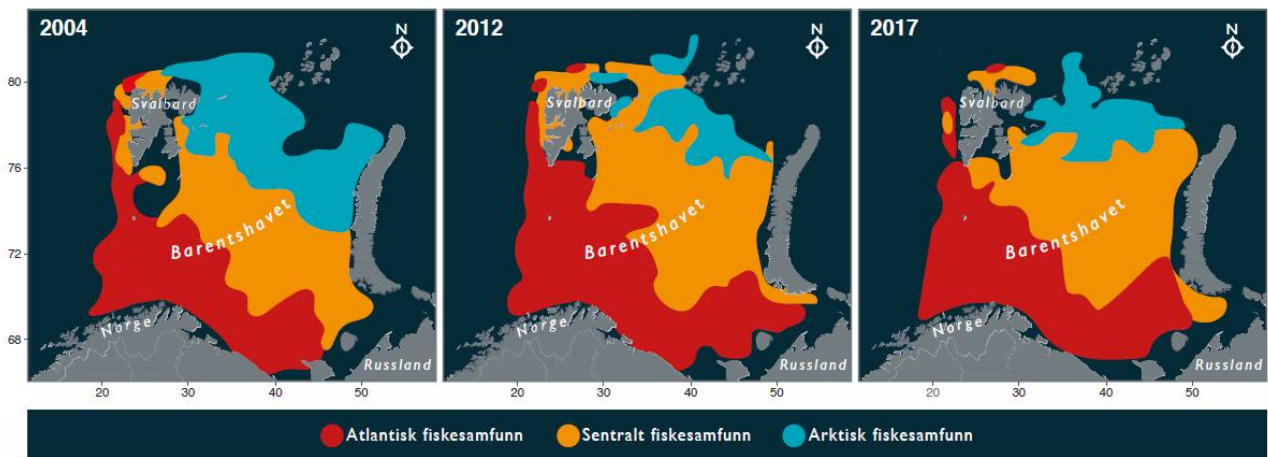 2004
N
Svalbard
Barentshavet
Norge
Russland
80
76
72
68
20
30
40
50
2012
N
Svalbard
Barentshavet
Norge
Russland
20
30
40
50
2017
N
Svalbard
Barentshavet
Norge
Russland
20
30
40
50
Atlantisk fiskesamfunn Sentralt fiskesamfunn Arktisk fiskesamfunn